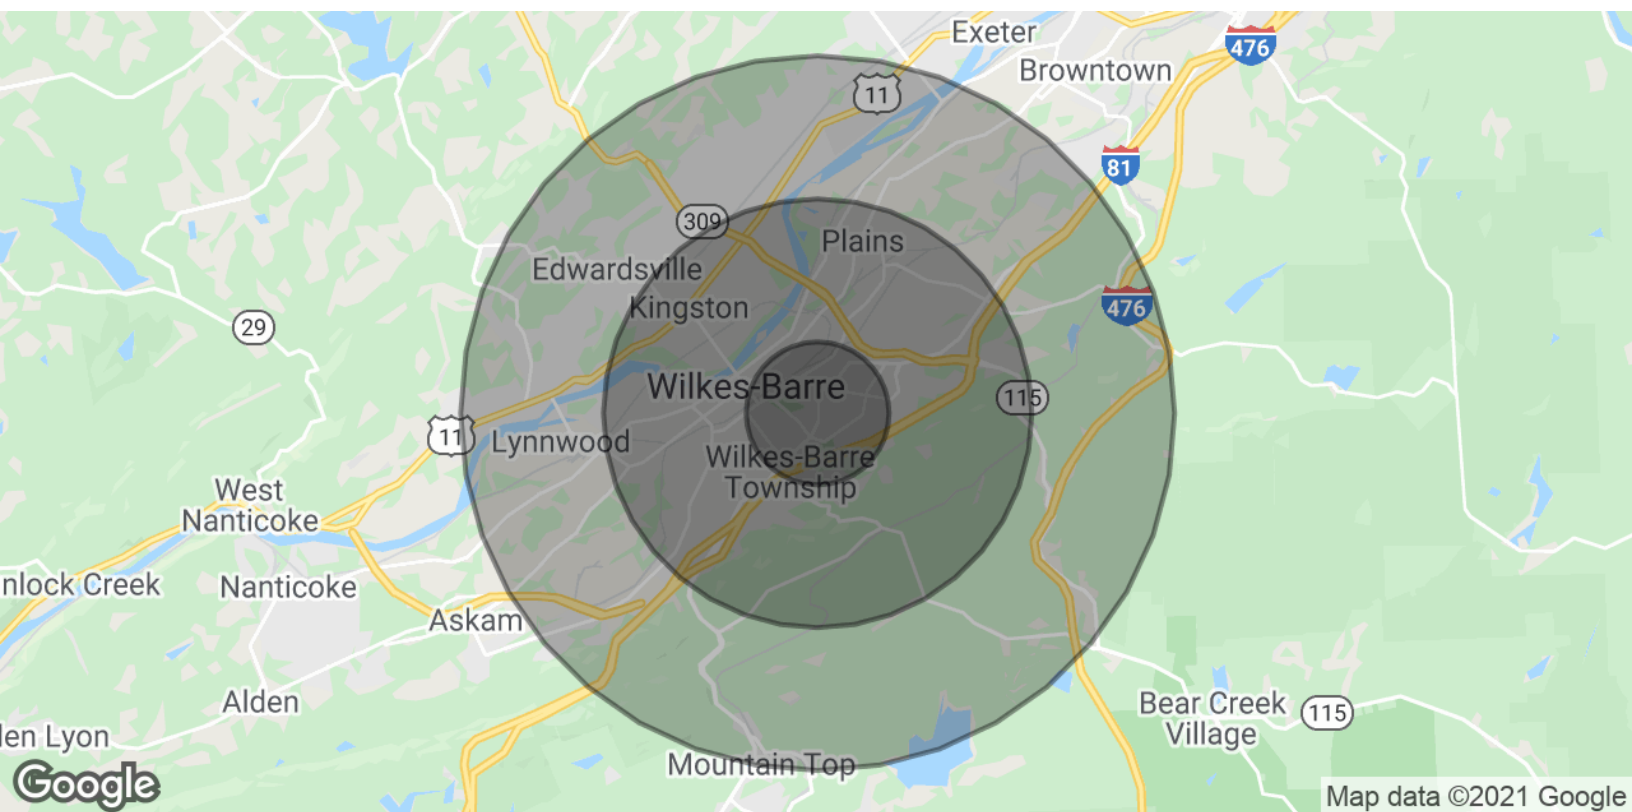 Exeter
476
Browntown
11
81
309
Plains
Edwardsville
Kingston
476
29
Wilkes-Barre
115
11
Lynnwood
Wilkes-Barre
Township
West
Nanticoke
nlock Creek
Nanticoke
Askam
Alden
Bear Creek
Village
115
len Lyon
Mountain Top
Google
Map data ©2021 Google